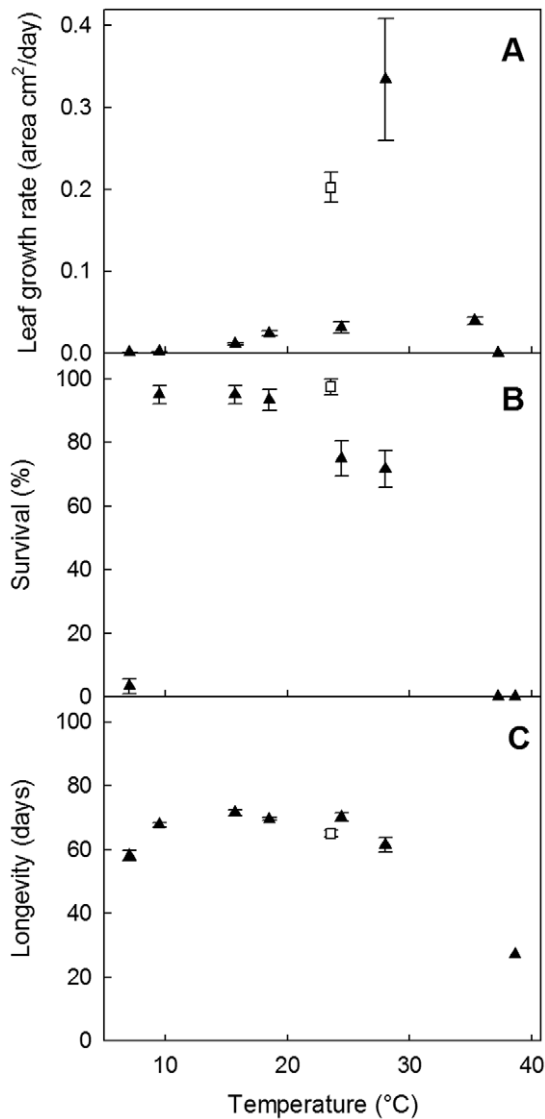 A
Leaf growth rate (area cm²/day)
0.4
0.3
0.2
0.1
0.0
B
Survival (%)
100
80
60
40
20
0
C
Longevity (days)
100
80
60
40
20
0
10 20 30 40
Temperature (°C)